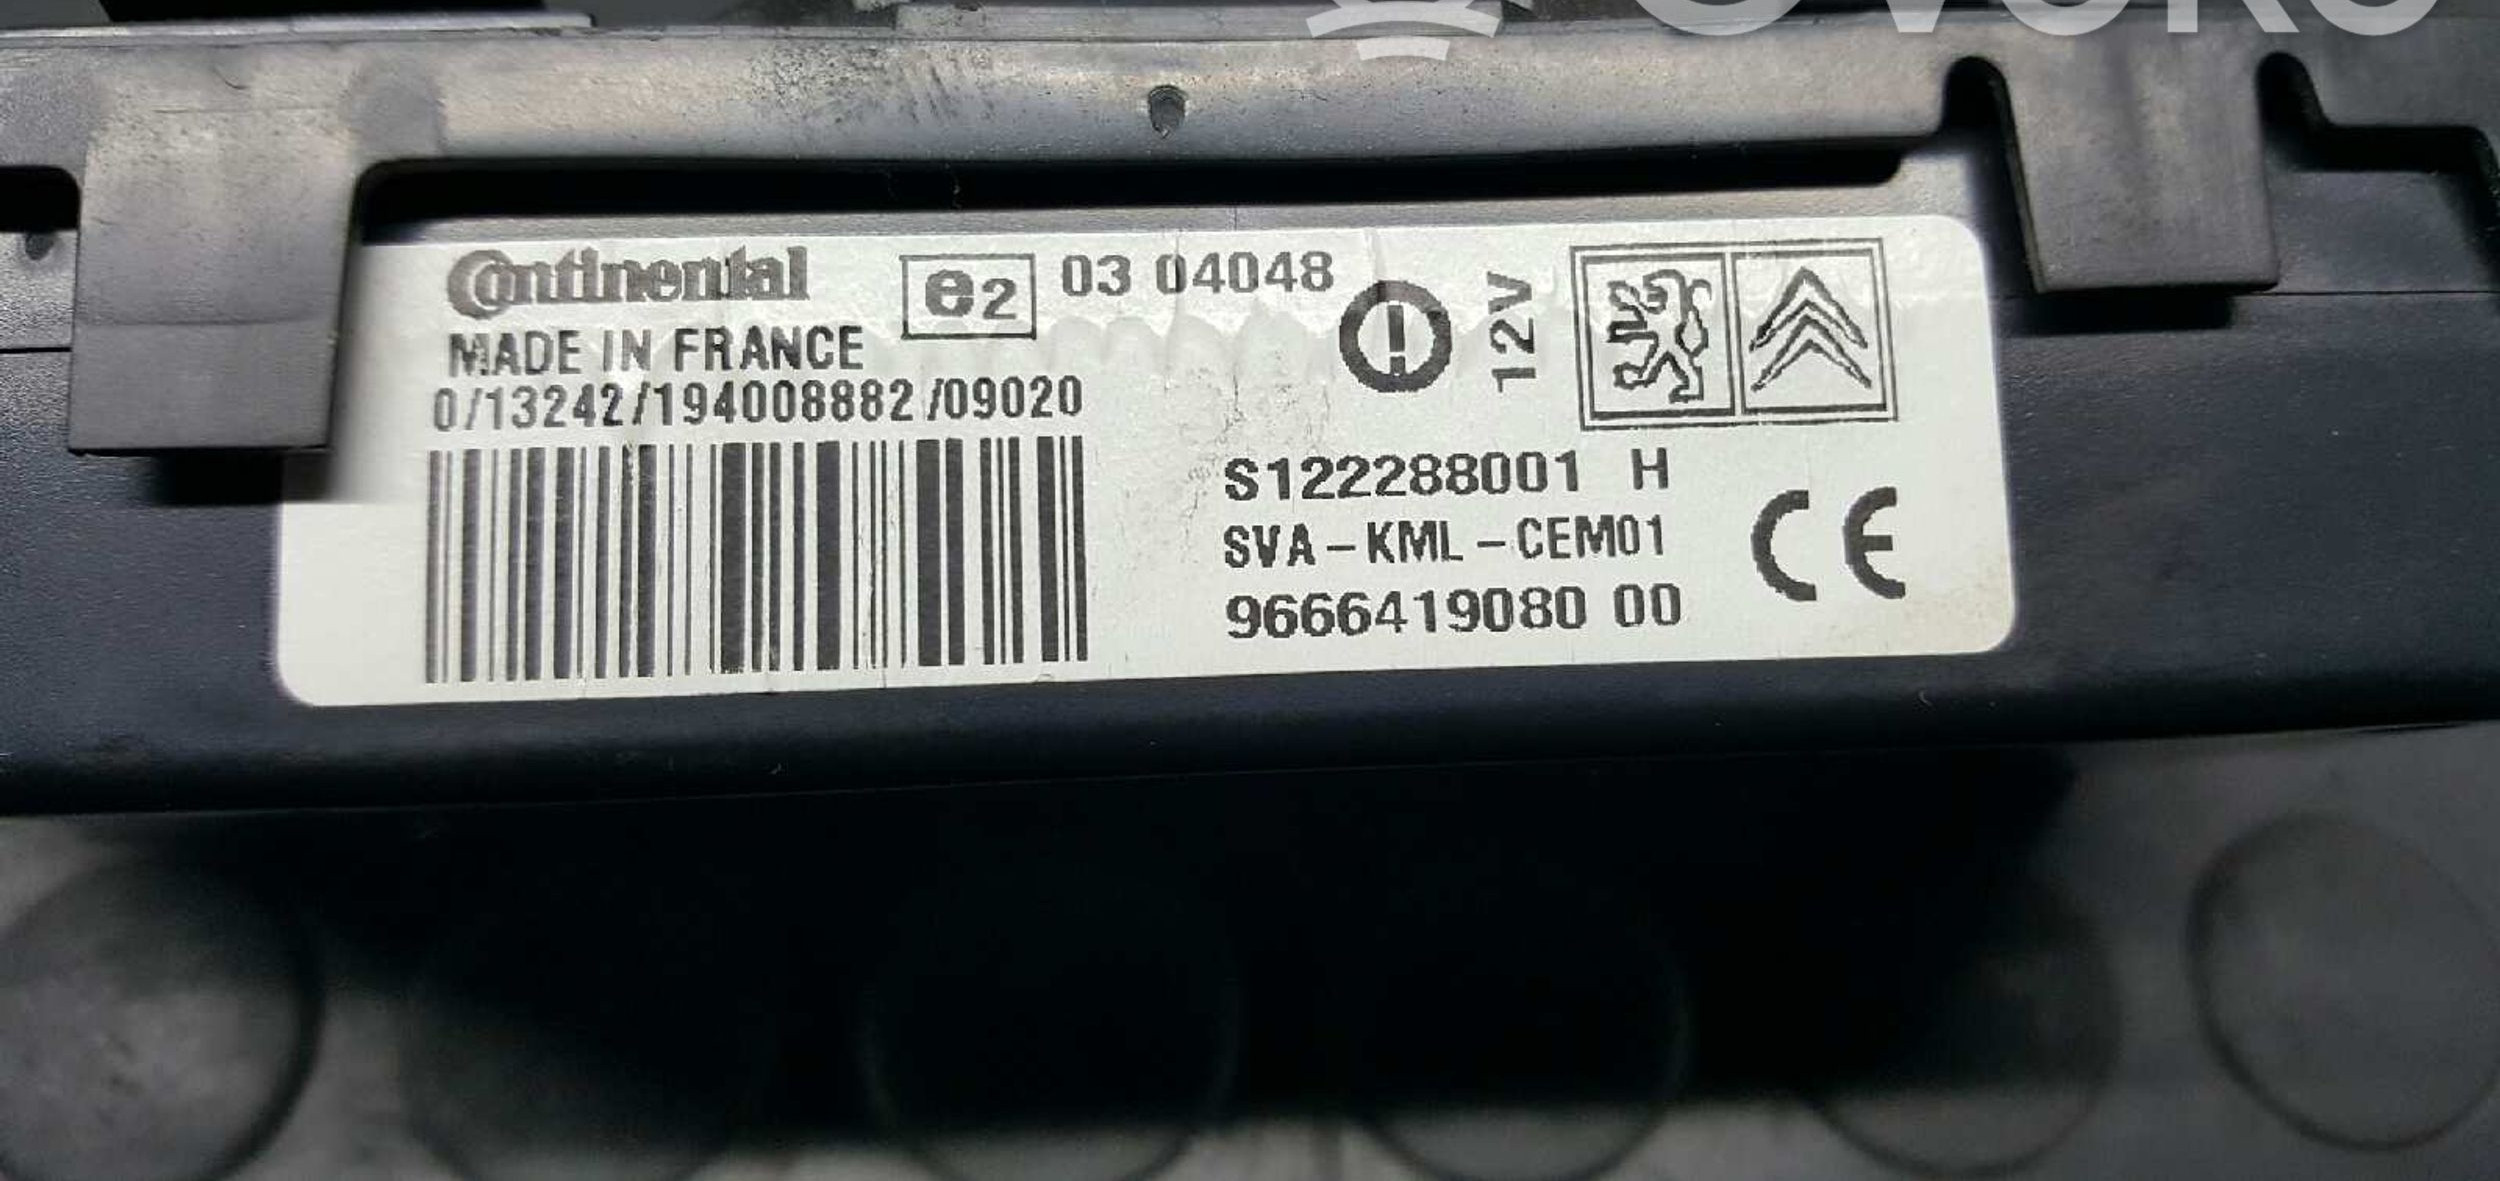 Continental
e2 03 04048
MADE IN FRANCE
12V
0/13242/194008882/09020
S122288001 H
SVA-KML-CEM01
9666419080 00
CE